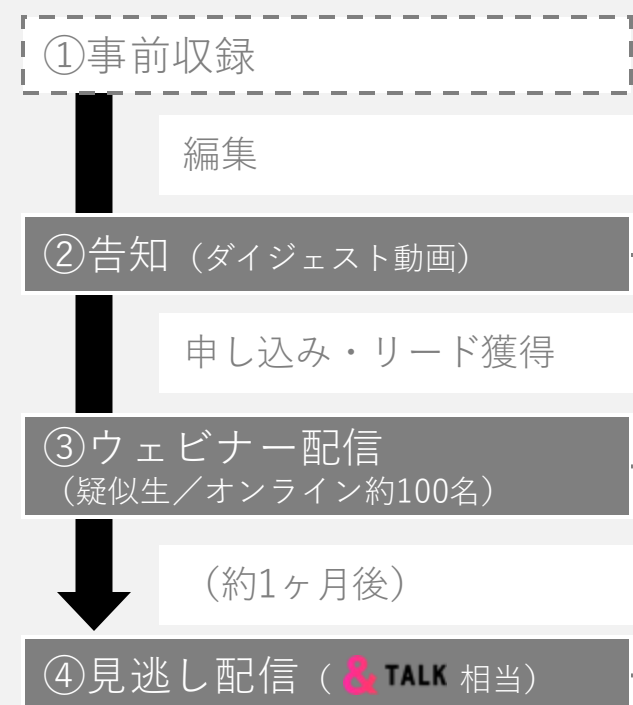 ①事前収録
編集
②告知（ダイジェスト動画）
申し込み・リード獲得
③ウェビナー配信
（疑似生／オンライン約100名）
（約1ヶ月後）
④見逃し配信（ & TALK 相当）